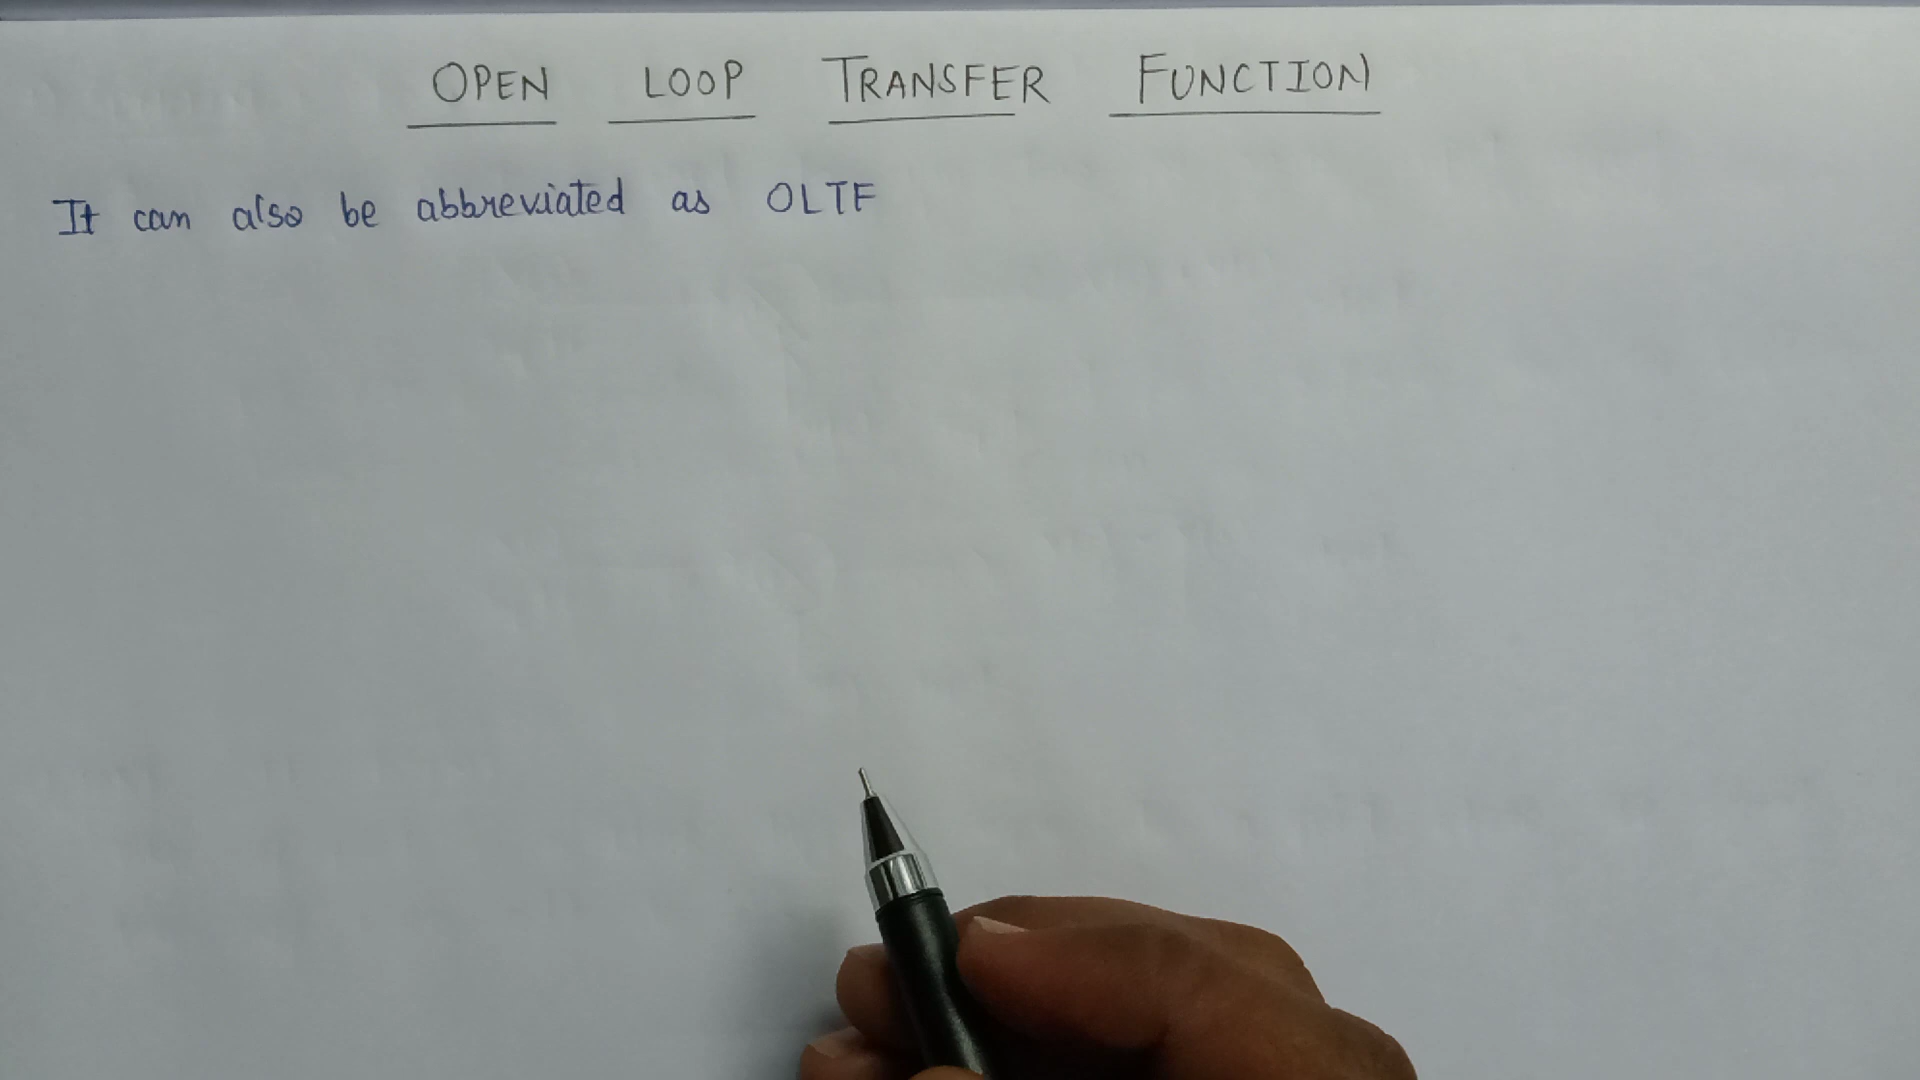 OPEN LOOP TRANSFER FUNCTION
It can also be abbreviated as OLTF